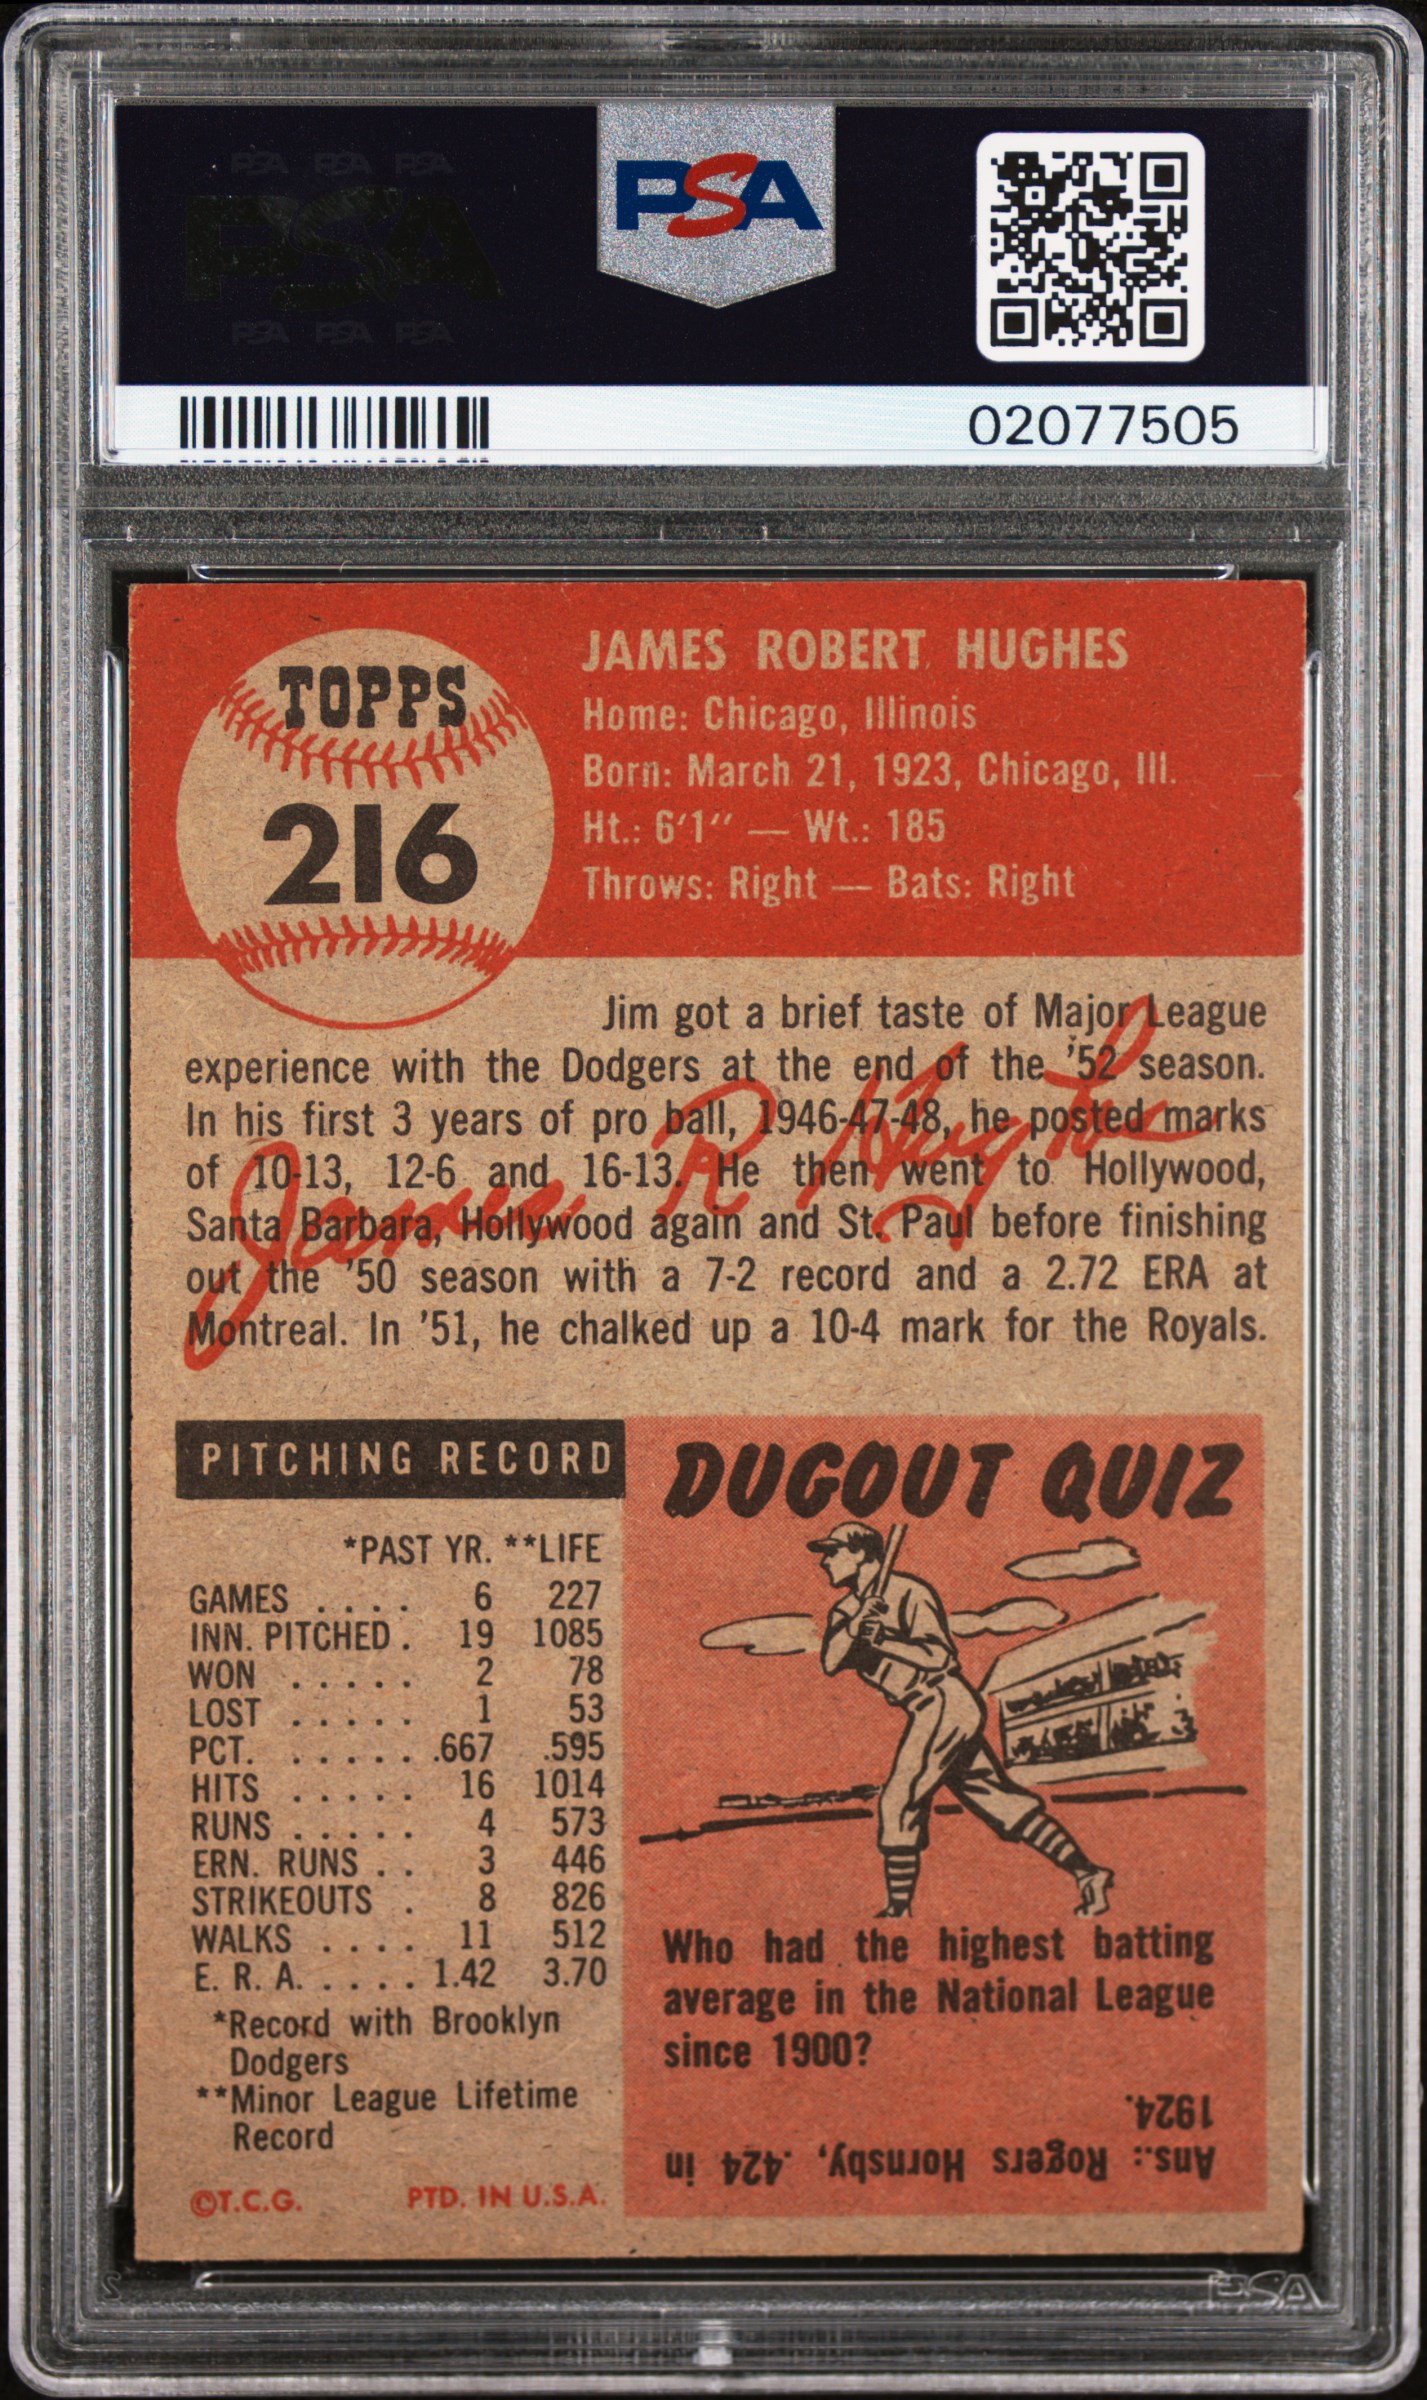 PSA PSA PSA
PSA
PSA PSA PSA
PSA
02077505
TOPPS
216
JAMES ROBERT HUGHES
Home: Chicago, Illinois
Born: March 21, 1923, Chicago, Ill.
Ht.: 6'1" — Wt.: 185
Throws: Right — Bats: Right
Jim got a brief taste of Major League
experience with the Dodgers at the end of the '52 season.
In his first 3 years of pro ball, 1946-47-48, he posted marks
of 10-13, 12-6 and 16-13. He then went to Hollywood,
Santa Barbara, Hollywood again and St. Paul before finishing
out the '50 season with a 7-2 record and a 2.72 ERA at
Montreal. In '51, he chalked up a 10-4 mark for the Royals.
James R Hughes
PITCHING RECORD
*PAST YR. **LIFE
GAMES . . . . 6 227
INN. PITCHED . 19 1085
WON . . . . . 2 78
LOST . . . . . 1 53
PCT. . . . . . .667 .595
HITS . . . . . 16 1014
RUNS . . . . . 4 573
ERN. RUNS . . 3 446
STRIKEOUTS . 8 826
WALKS . . . . 11 512
E. R. A. . . . . 1.42 3.70
*Record with Brooklyn
Dodgers
**Minor League Lifetime
Record
©T.C.G. PTD. IN U.S.A.
DUGOUT QUIZ
Who had the highest batting
average in the National League
since 1900?
Ans.: Rogers Hornsby, .424 in
1924.
PSA